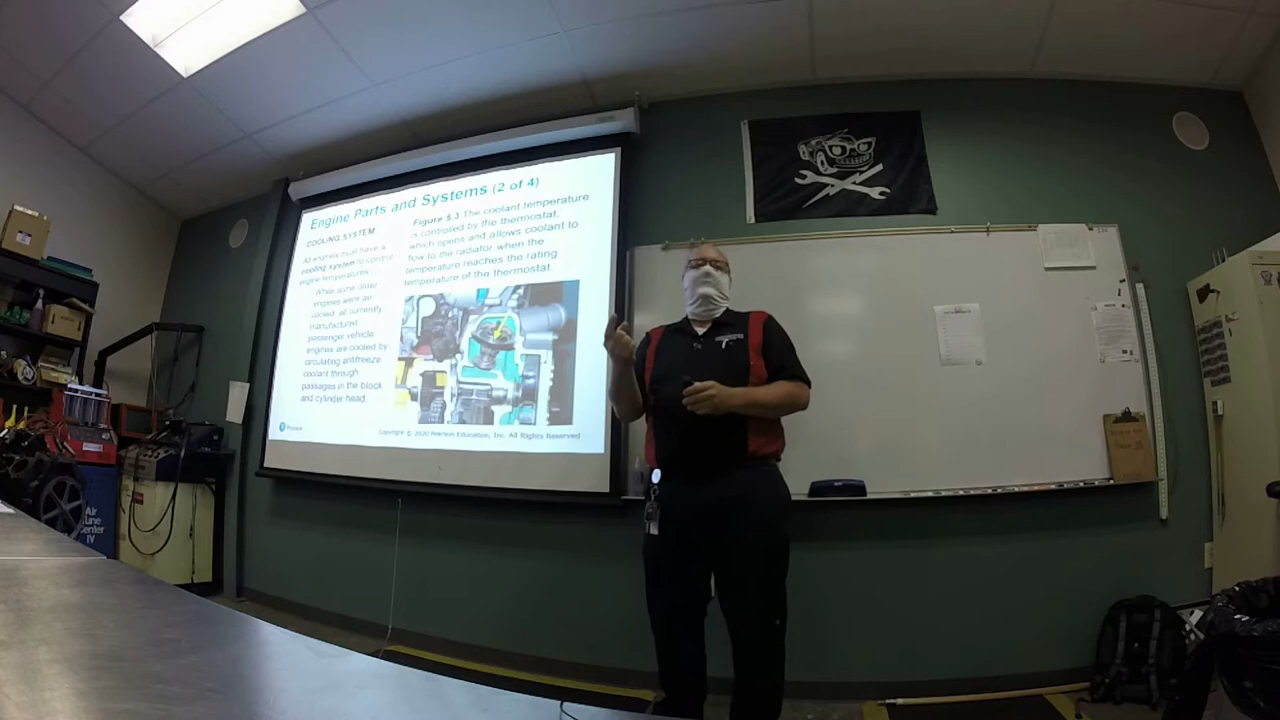 Engine Parts and Systems (2 of 4)
COOLING SYSTEM
All engines must have a
cooling system to control
engine temperatures.
While some older
engines were air
cooled, all currently
manufactured
passenger vehicle
engines are cooled by
circulating antifreeze
coolant through
passages in the block
and cylinder head.
Figure 5.3 The coolant temperature
is controlled by the thermostat,
which opens and allows coolant to
flow to the radiator when the
temperature reaches the rating
temperature of the thermostat.
Pearson
Copyright © 2020 Pearson Education, Inc. All Rights Reserved
Air
Line
Center
IV